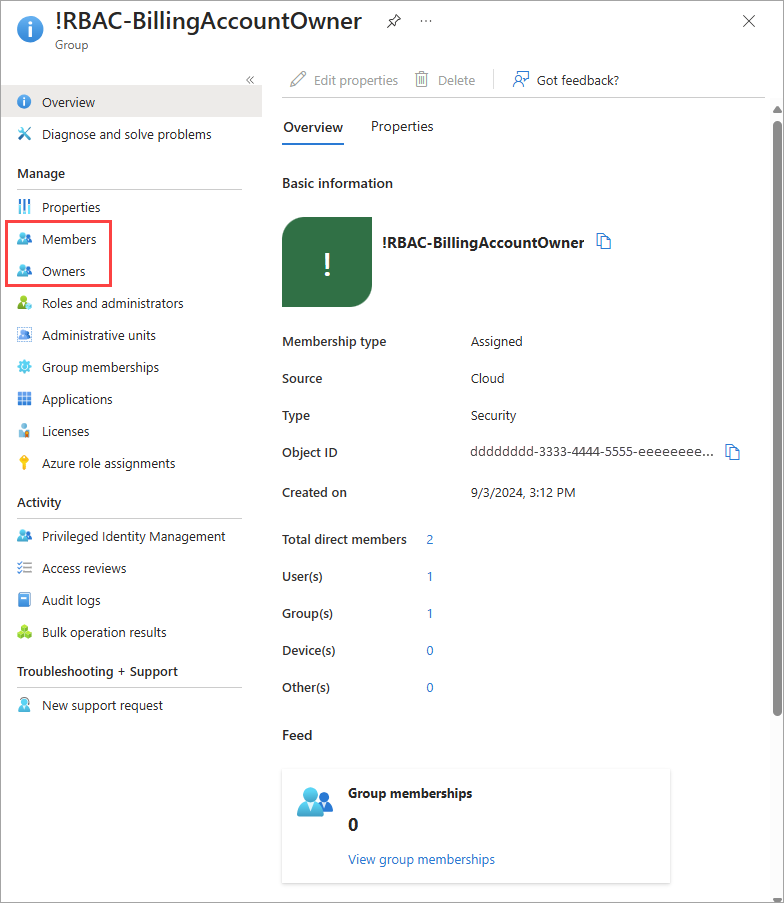 !RBAC-BillingAccountOwner
Group
Overview
Diagnose and solve problems
Manage
Properties
Members
Owners
Roles and administrators
Administrative units
Group memberships
Applications
Licenses
Azure role assignments
Activity
Privileged Identity Management
Access reviews
Audit logs
Bulk operation results
Troubleshooting + Support
New support request
Edit properties Delete Got feedback?
Overview Properties
Basic information
!
!RBAC-BillingAccountOwner
Membership type Assigned
Source Cloud
Type Security
Object ID dddddddd-3333-4444-5555-eeeeeeee...
Created on 9/3/2024, 3:12 PM
Total direct members 2
User(s) 1
Group(s) 1
Device(s) 0
Other(s) 0
Feed
Group memberships
0
View group memberships